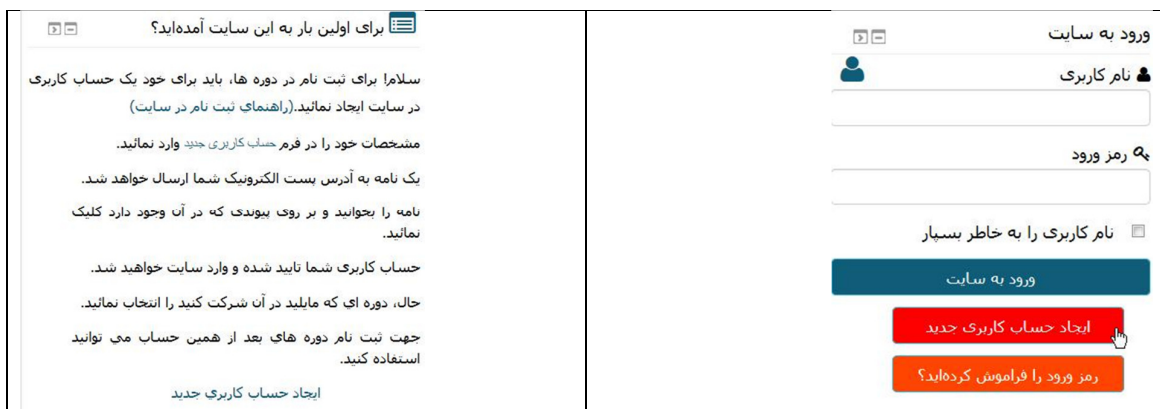 ورود به سایت
نام کاربری
رمز ورود
نام کاربری را به خاطر بسپار
ورود به سایت
ایجاد حساب کاربری جدید
رمز ورود را فراموش کرده‌اید؟
برای اولین بار به این سایت آمده‌اید؟
سلام! برای ثبت نام در دوره ها، باید برای خود یک حساب کاربری
در سایت ایجاد نمائید.(راهنمای ثبت نام در سایت)
مشخصات خود را در فرم حساب کاربری جدید وارد نمائید.
یک نامه به آدرس پست الکترونیک شما ارسال خواهد شد.
نامه را بخوانید و بر روی پیوندی که در آن وجود دارد کلیک
نمائید.
حساب کاربری شما تایید شده و وارد سایت خواهید شد.
حال، دوره ای که مایلید در آن شرکت کنید را انتخاب نمائید.
جهت ثبت نام دوره های بعد از همین حساب می توانید
استفاده کنید.
ایجاد حساب کاربری جدید